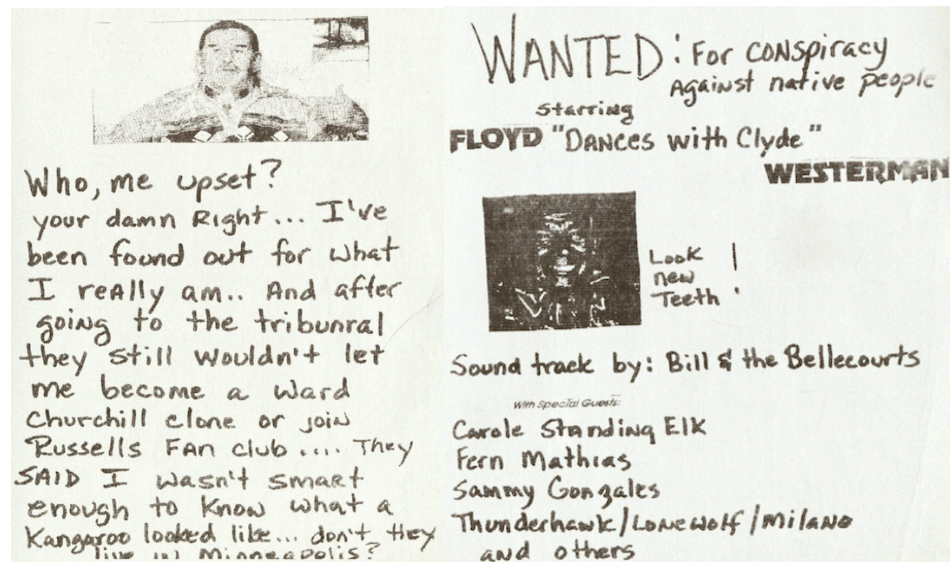 Who, me upset?
your damn Right... I've
been found out for what
I really am.. And after
going to the tribunral
they still wouldn't let
me become a ward
Churchill clone or join
Russells Fan club.... They
SAID I wasn't smart
enough to know what a
Kangaroo looked like... don't they
live in Minneapolis?
WANTED: For conspiracy
Against native people
Starring
FLOYD "Dances with Clyde"
WESTERMAN
Look
new
Teeth!
Sound track by: Bill & the Bellecourts
With Special Guests:
Carole Standing Elk
Fern Mathias
Sammy Gonzales
Thunderhawk/Lonewolf/Milano
and others